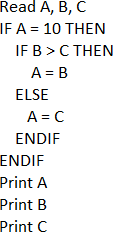 Read A, B, C
IF A = 10 THEN
IF B > C THEN
A = B
ELSE
A = C
ENDIF
ENDIF
Print A
Print B
Print C